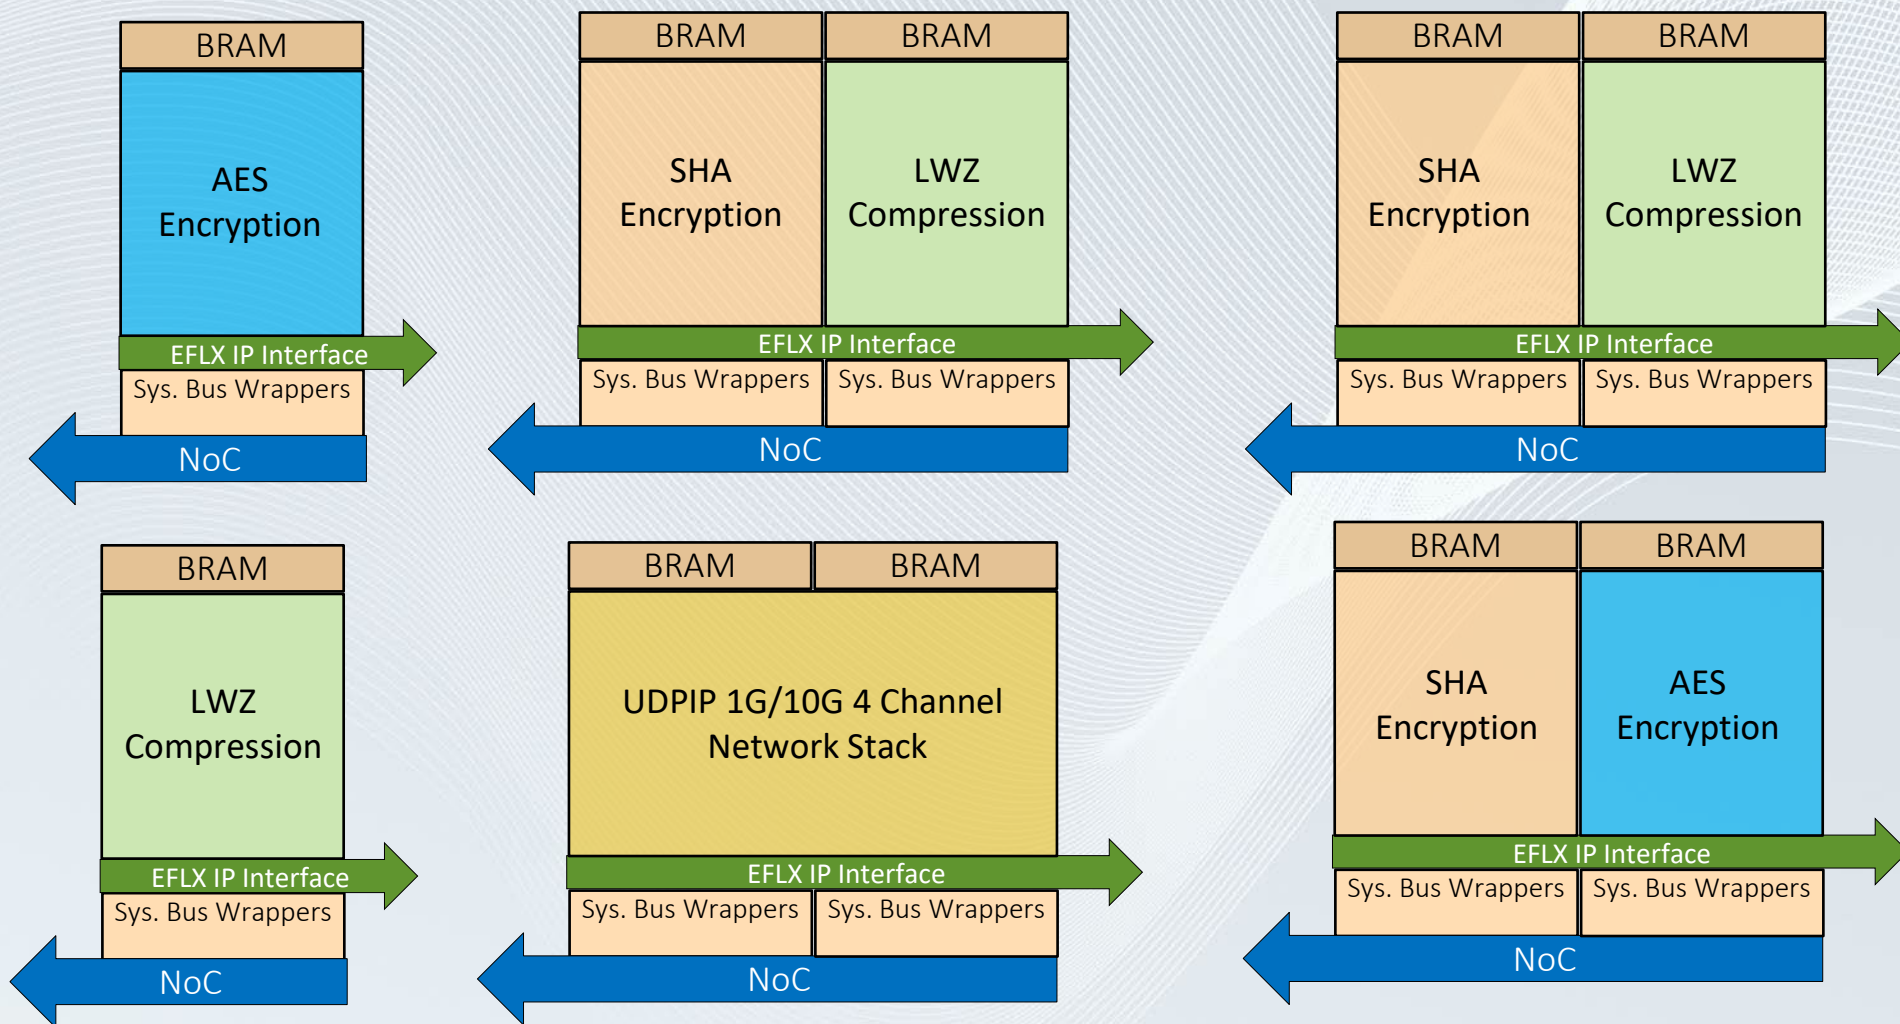 BRAM
AES
Encryption
EFLX IP Interface
Sys. Bus Wrappers
NoC
BRAM BRAM
SHA
Encryption
LWZ
Compression
EFLX IP Interface
Sys. Bus Wrappers Sys. Bus Wrappers
NoC
BRAM BRAM
SHA
Encryption
LWZ
Compression
EFLX IP Interface
Sys. Bus Wrappers Sys. Bus Wrappers
NoC
BRAM
LWZ
Compression
EFLX IP Interface
Sys. Bus Wrappers
NoC
BRAM BRAM
UDPIP 1G/10G 4 Channel
Network Stack
EFLX IP Interface
Sys. Bus Wrappers Sys. Bus Wrappers
NoC
BRAM BRAM
SHA
Encryption
AES
Encryption
EFLX IP Interface
Sys. Bus Wrappers Sys. Bus Wrappers
NoC